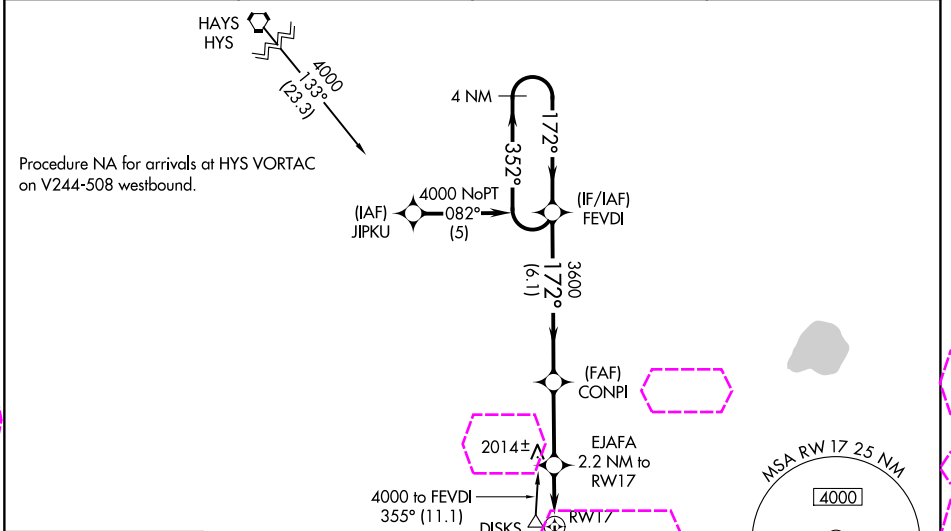 HAYS
HYS
4000
133°
(23.3)
Procedure NA for arrivals at HYS VORTAC
on V244-508 westbound.
4 NM
172°
352°
4000 NoPT
082°
(5)
(IAF)
JIPKU
(IF/IAF)
FEVDI
3600
172°
(6.1)
(FAF)
CONPI
2014±
EJAFA
2.2 NM to
RW17
4000 to FEVDI
355° (11.1)
DISKS
RW17
MSA RW 17 25 NM
4000